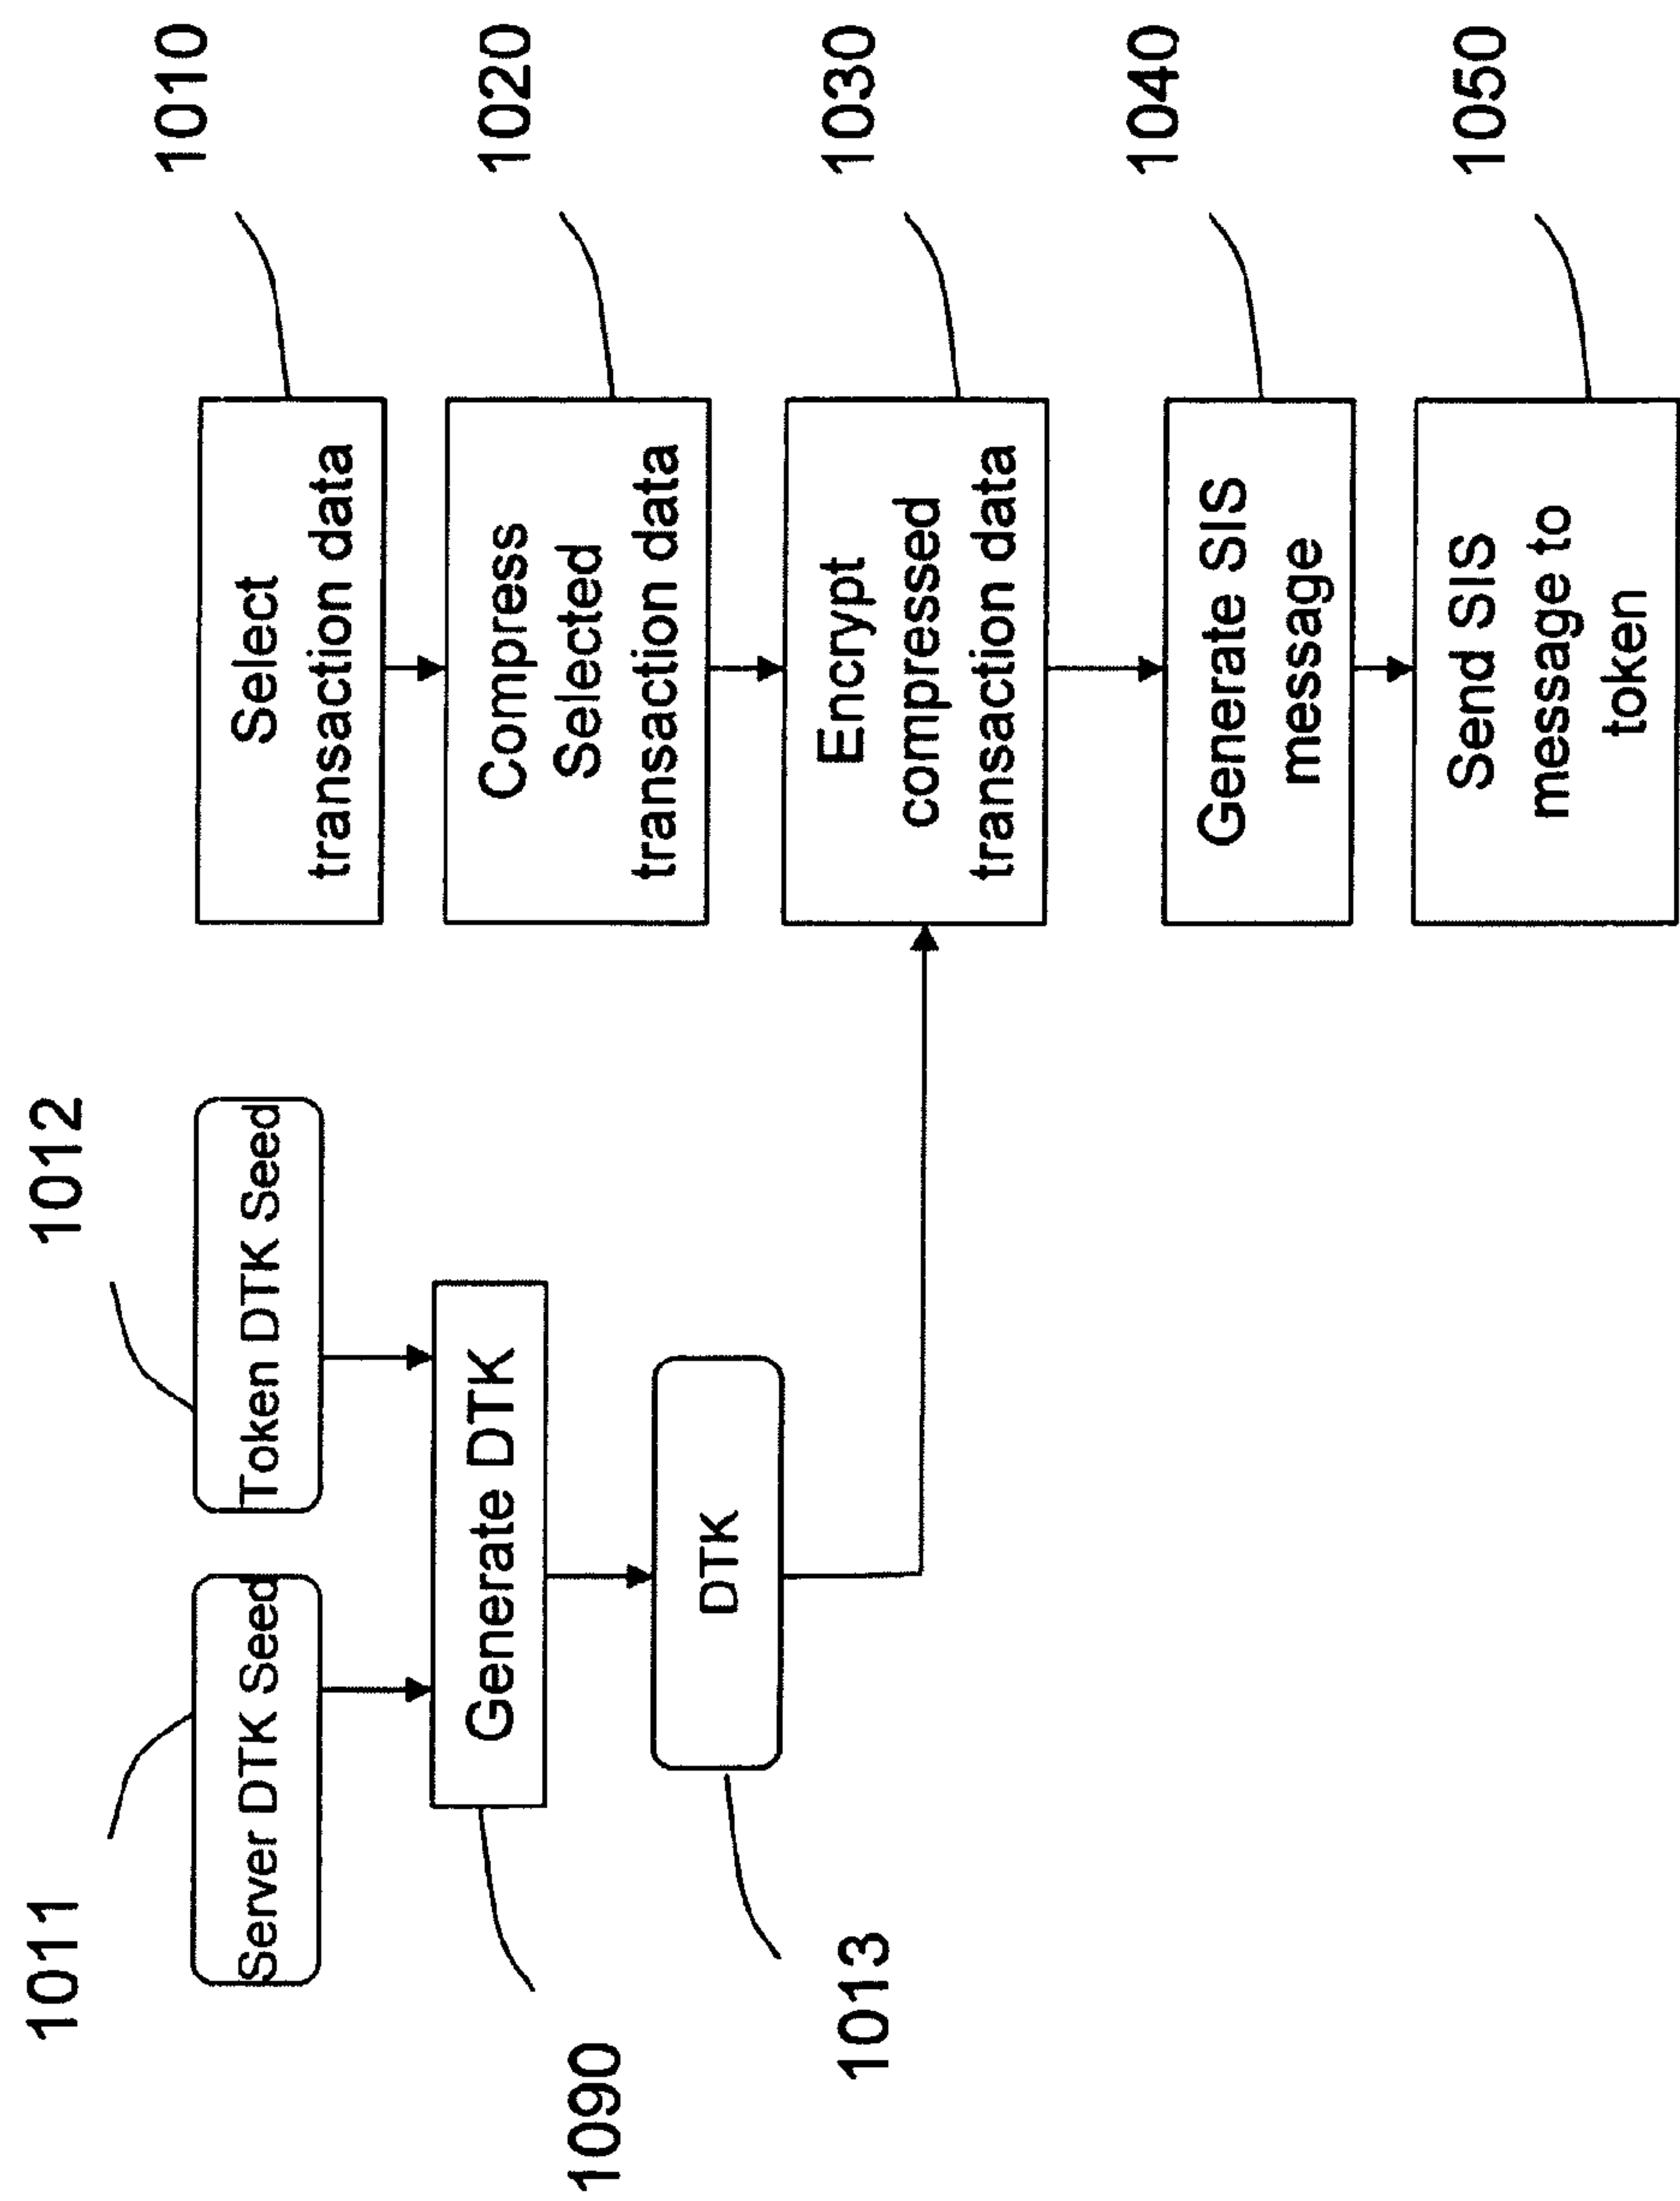 1010
Select
transaction data
1020
Compress
Selected
transaction data
1030
Encrypt
compressed
transaction data
1040
Generate SIS
message
1050
Send SIS
message to
token
1011
Server DTK Seed
1012
Token DTK Seed
1090
Generate DTK
1013
DTK